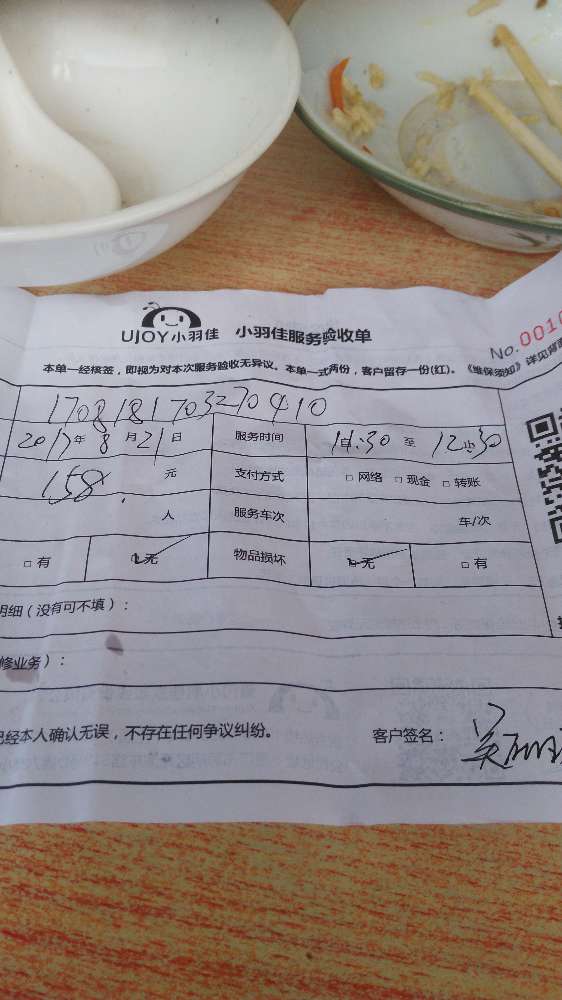 UJOY小羽佳 小羽佳服务验收单
No.0010
本单一经核签，即视为对本次服务验收无异议。本单一式两份，客户留存一份(红)。《维保须知》详见背面
1708181703270410
2017年8月21日 服务时间 11:30 至 12:30
158 元 支付方式 □网络 □现金 □转账
人 服务车次 车/次
□有 □无 物品损坏 □无 □有
明细（没有可不填）：
修业务）：
已经本人确认无误，不存在任何争议纠纷。 客户签名：吴